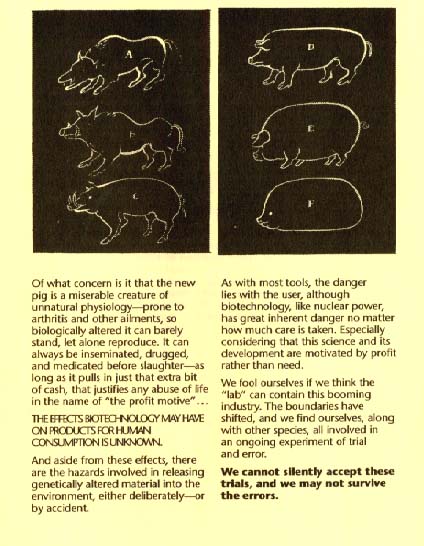 A
B
C
D
E
F
Of what concern is it that the new
pig is a miserable creature of
unnatural physiology—prone to
arthritis and other ailments, so
biologically altered it can barely
stand, let alone reproduce. It can
always be inseminated, drugged,
and medicated before slaughter—as
long as it pulls in just that extra bit
of cash, that justifies any abuse of life
in the name of "the profit motive"...
THE EFFECTS BIOTECHNOLOGY MAY HAVE
ON PRODUCTS FOR HUMAN
CONSUMPTION IS UNKNOWN.
And aside from these effects, there
are the hazards involved in releasing
genetically altered material into the
environment, either deliberately—or
by accident.
As with most tools, the danger
lies with the user, although
biotechnology, like nuclear power,
has great inherent danger no matter
how much care is taken. Especially
considering that this science and its
development are motivated by profit
rather than need.
We fool ourselves if we think the
"lab" can contain this booming
industry. The boundaries have
shifted, and we find ourselves, along
with other species, all involved in
an ongoing experiment of trial
and error.
We cannot silently accept these
trials, and we may not survive
the errors.